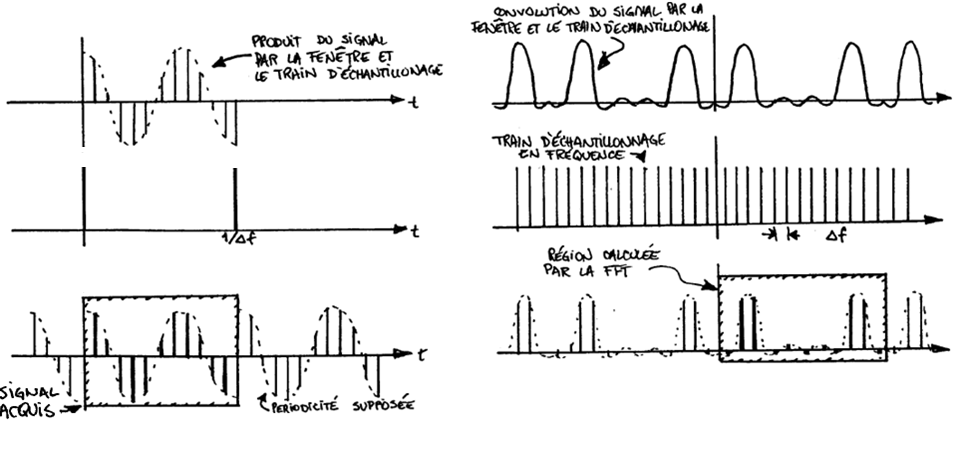 PRODUIT DU SIGNAL
PAR LA FENÊTRE ET
LE TRAIN D'ÉCHANTILLONAGE
t
1/Δf
t
t
SIGNAL
ACQUIS
PERIODICITÉ SUPPOSÉE
CONVOLUTION DU SIGNAL PAR LA
FENÊTRE ET LE TRAIN D'ÉCHANTILLONAGE
TRAIN D'ÉCHANTILLONNAGE
EN FRÉQUENCE
Δf
RÉGION CALCULÉE
PAR LA FFT